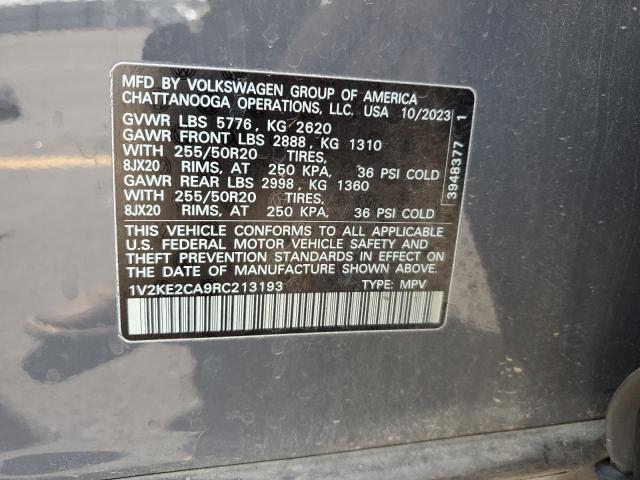 MFD BY VOLKSWAGEN GROUP OF AMERICA
CHATTANOOGA OPERATIONS, LLC. USA 10/2023
GVWR LBS 5776, KG 2620
GAWR FRONT LBS 2888, KG 1310
WITH 255/50R20 TIRES,
8JX20 RIMS, AT 250 KPA, 36 PSI COLD
GAWR REAR LBS 2998, KG 1360
WITH 255/50R20 TIRES,
8JX20 RIMS, AT 250 KPA, 36 PSI COLD
THIS VEHICLE CONFORMS TO ALL APPLICABLE
U.S. FEDERAL MOTOR VEHICLE SAFETY AND
THEFT PREVENTION STANDARDS IN EFFECT ON
THE DATE OF MANUFACTURE SHOWN ABOVE.
1V2KE2CA9RC213193 TYPE: MPV
3948377 1